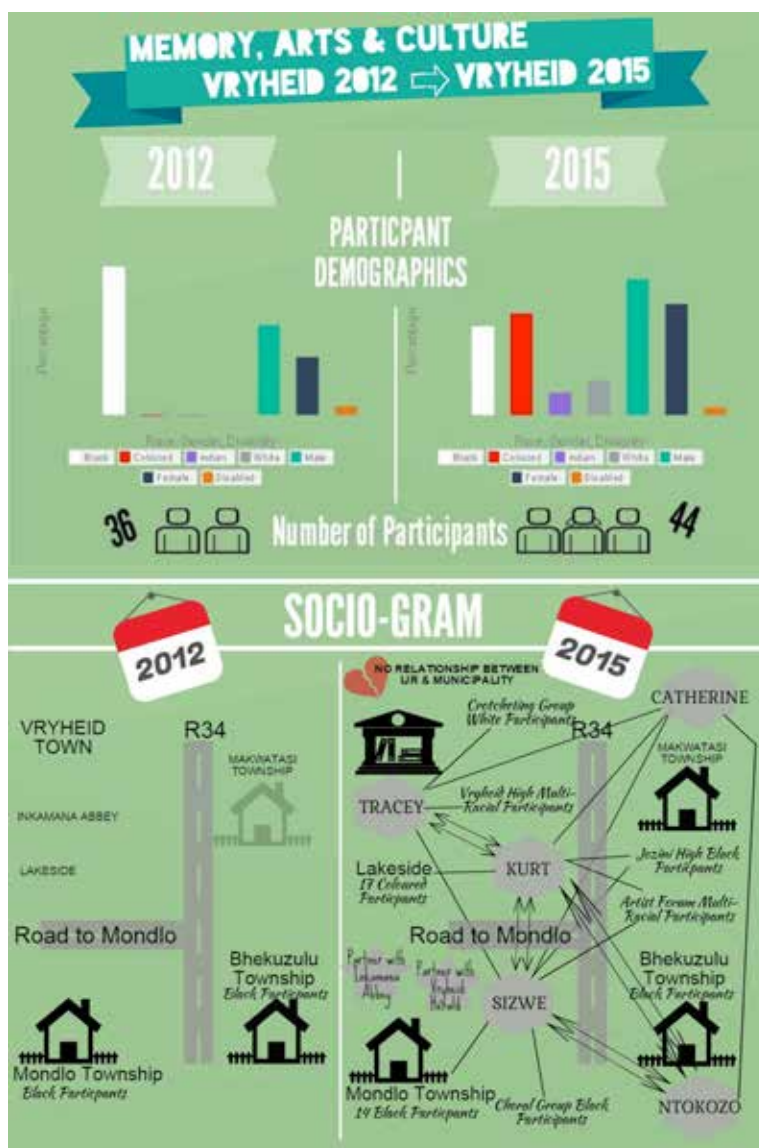 MEMORY, ARTS & CULTURE
VRYHEID 2012 ⇨ VRYHEID 2015
2012
2015
PARTICPANT
DEMOGRAPHICS
Percentage
Percentage
Race, Gender, Disability
Black Coloured Indian White Male
Female Disabled
Race, Gender, Disability
Black Coloured Indian White Male
Female Disabled
36
Number of Participants
44
SOCIO-GRAM
2012
2015
VRYHEID
TOWN
R34
MAKWATASI
TOWNSHIP
INKAMANA ABBEY
LAKESIDE
Road to Mondlo
Bhekuzulu
Township
Black Participants
Mondlo Township
Black Participants
NO RELATIONSHIP BETWEEN
UR & MUNICIPALITY
CATHERINE
Cretcheting Group
White Participants
R34
MAKWATASI
TOWNSHIP
TRACEY
Vryheid High Multi-
Racial Participants
Lakeside
17 Coloured
Participants
KURT
Jozini High Black
Participants
Artist Forum Multi-
Racial Participants
Road to Mondlo
Partner with
Inkamana
Abbey
Partner with
Vryheid
SIZWE
Bhekuzulu
Township
Black Participants
Mondlo Township
14 Black Participants
Choral Group Black
Participants
NTOKOZO